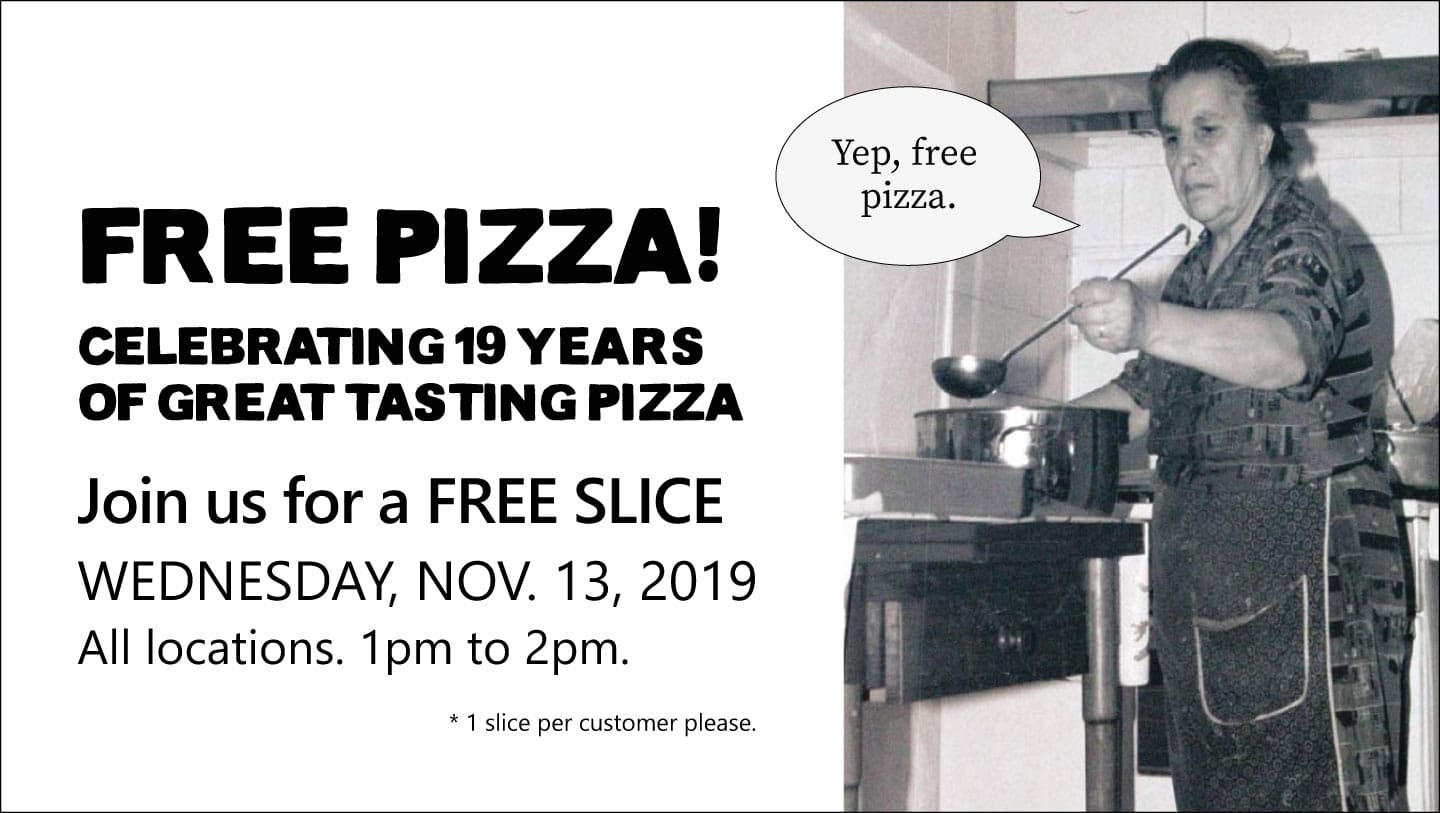 FREE PIZZA!
CELEBRATING 19 YEARS
OF GREAT TASTING PIZZA
Join us for a FREE SLICE
WEDNESDAY, NOV. 13, 2019
All locations. 1pm to 2pm.
* 1 slice per customer please.
Yep, free
pizza.